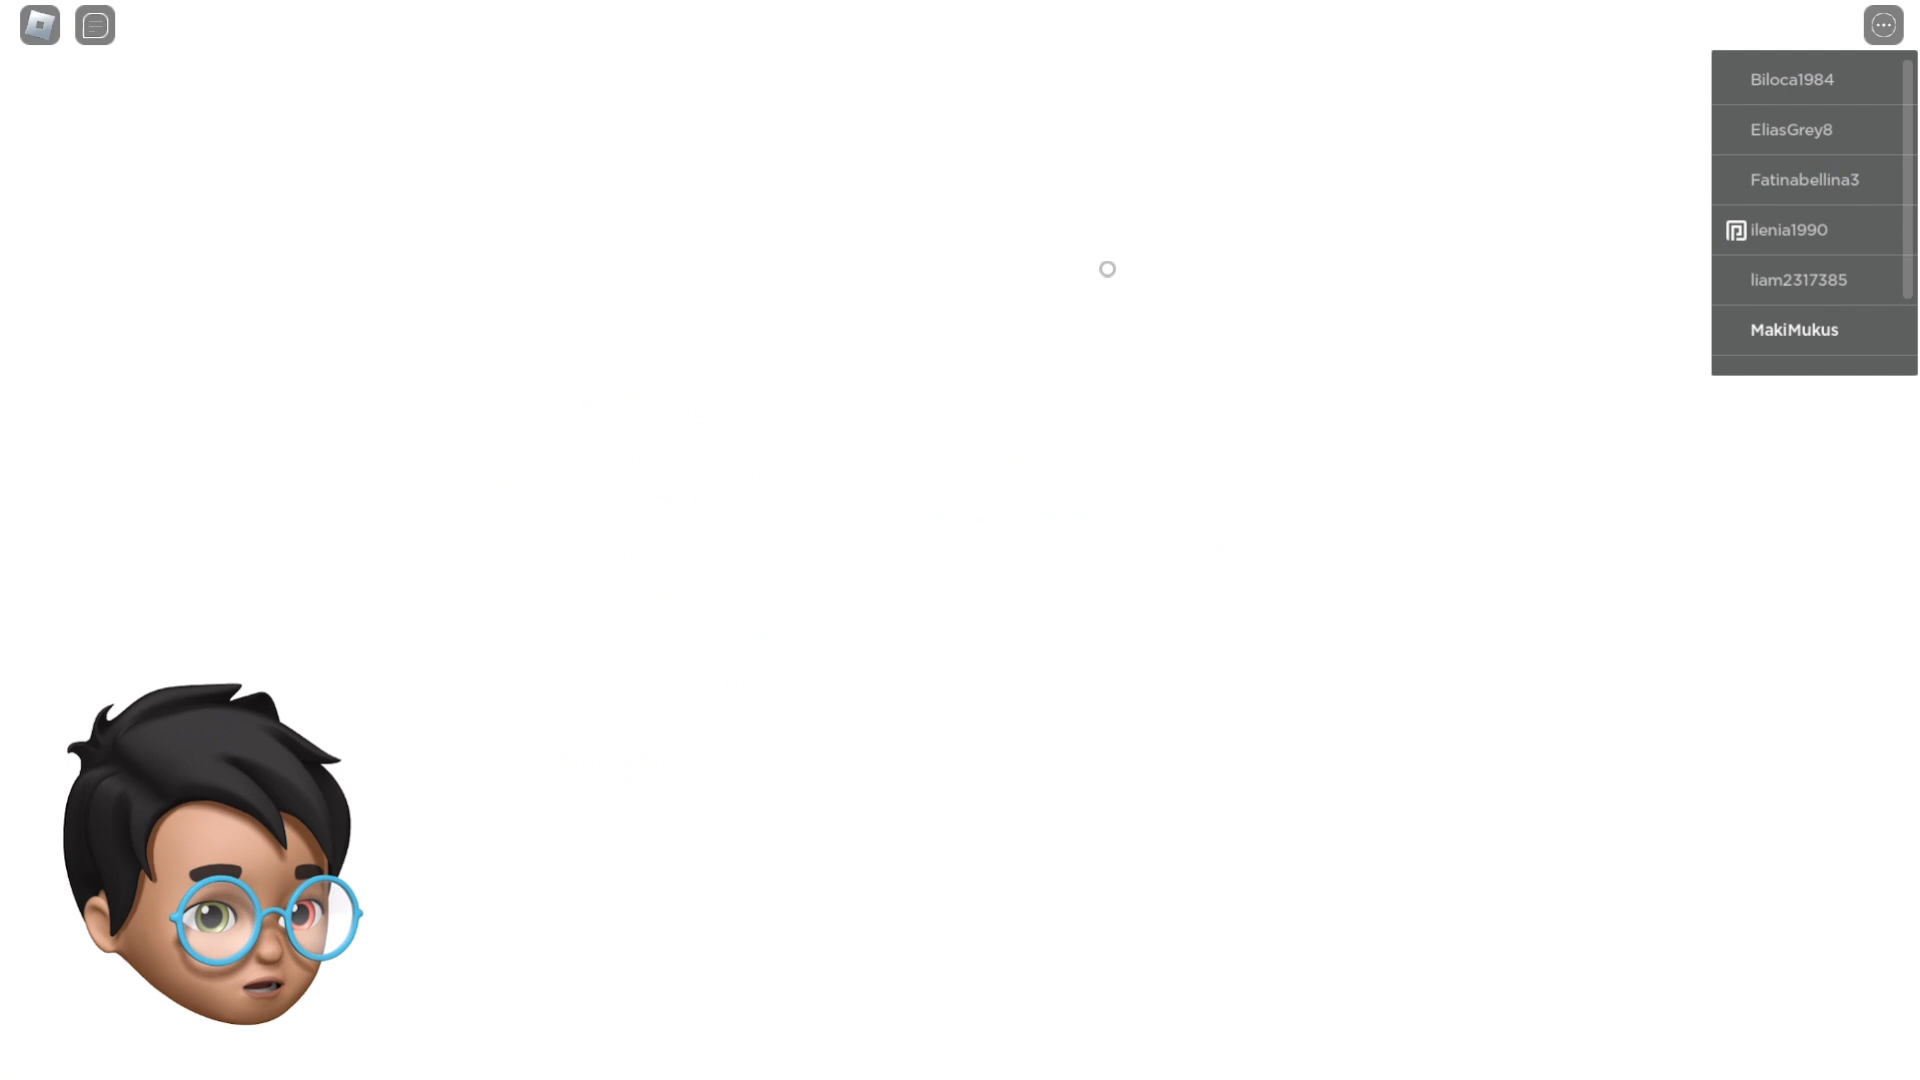 Biloca1984
EliasGrey8
Fatinabellina3
ilenia1990
liam2317385
MakiMukus